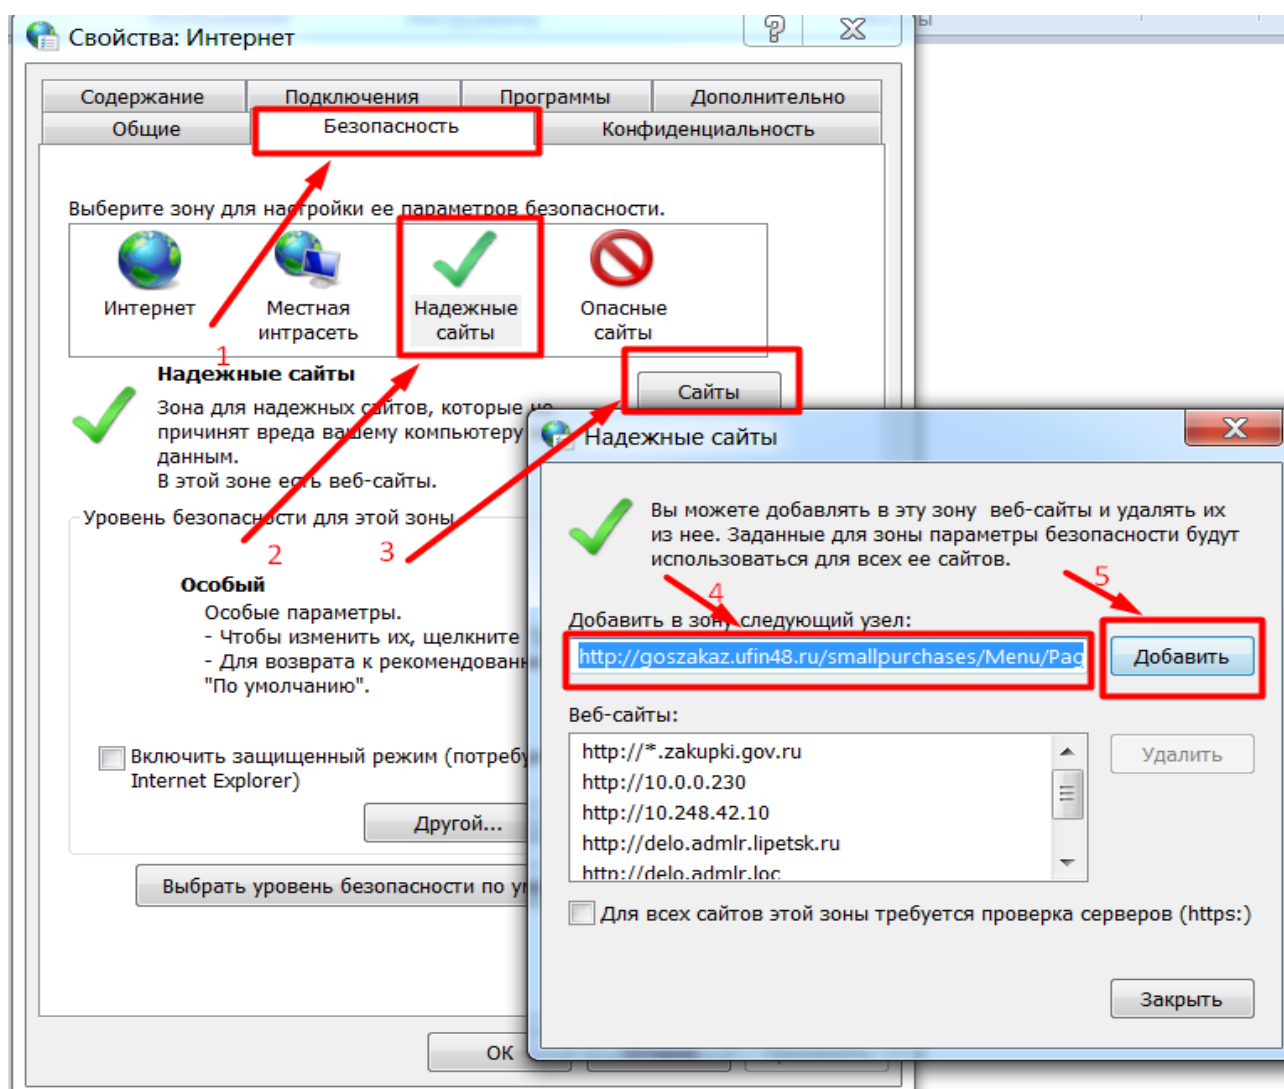 Свойства: Интернет
Содержание Подключения Программы Дополнительно
Общие Безопасность Конфиденциальность
Выберите зону для настройки ее параметров безопасности.
Интернет
Местная
интрасеть
Надежные
сайты
Опасные
сайты
1
Надежные сайты
Сайты
Зона для надежных сайтов, которые не
причинят вреда вашему компьютеру
данным.
В этой зоне есть веб-сайты.
Уровень безопасности для этой зоны
2
3
Особый
Особые параметры.
- Чтобы изменить их, щелкните
- Для возврата к рекомендованн
"По умолчанию".
Включить защищенный режим (потребу
Internet Explorer)
Другой...
Выбрать уровень безопасности по у
ОК
Надежные сайты
Вы можете добавлять в эту зону веб-сайты и удалять их
из нее. Заданные для зоны параметры безопасности будут
использоваться для всех ее сайтов.
4
5
Добавить в зону следующий узел:
http://goszakaz.ufin48.ru/smallpurchases/Menu/Pag
Добавить
Веб-сайты:
http://*.zakupki.gov.ru
http://10.0.0.230
http://10.248.42.10
http://delo.admlr.lipetsk.ru
http://delo.admlr.loc
Удалить
Для всех сайтов этой зоны требуется проверка серверов (https:)
Закрыть